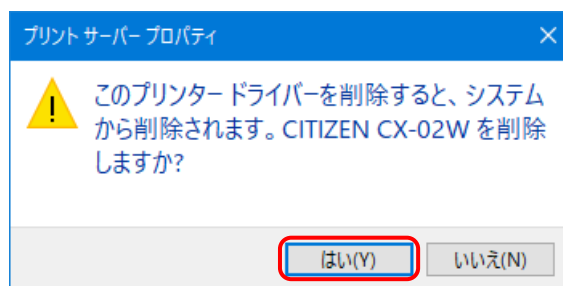 プリント サーバー プロパティ
このプリンター ドライバーを削除すると、システム
から削除されます。CITIZEN CX-02W を削除
しますか?
はい(Y)
いいえ(N)